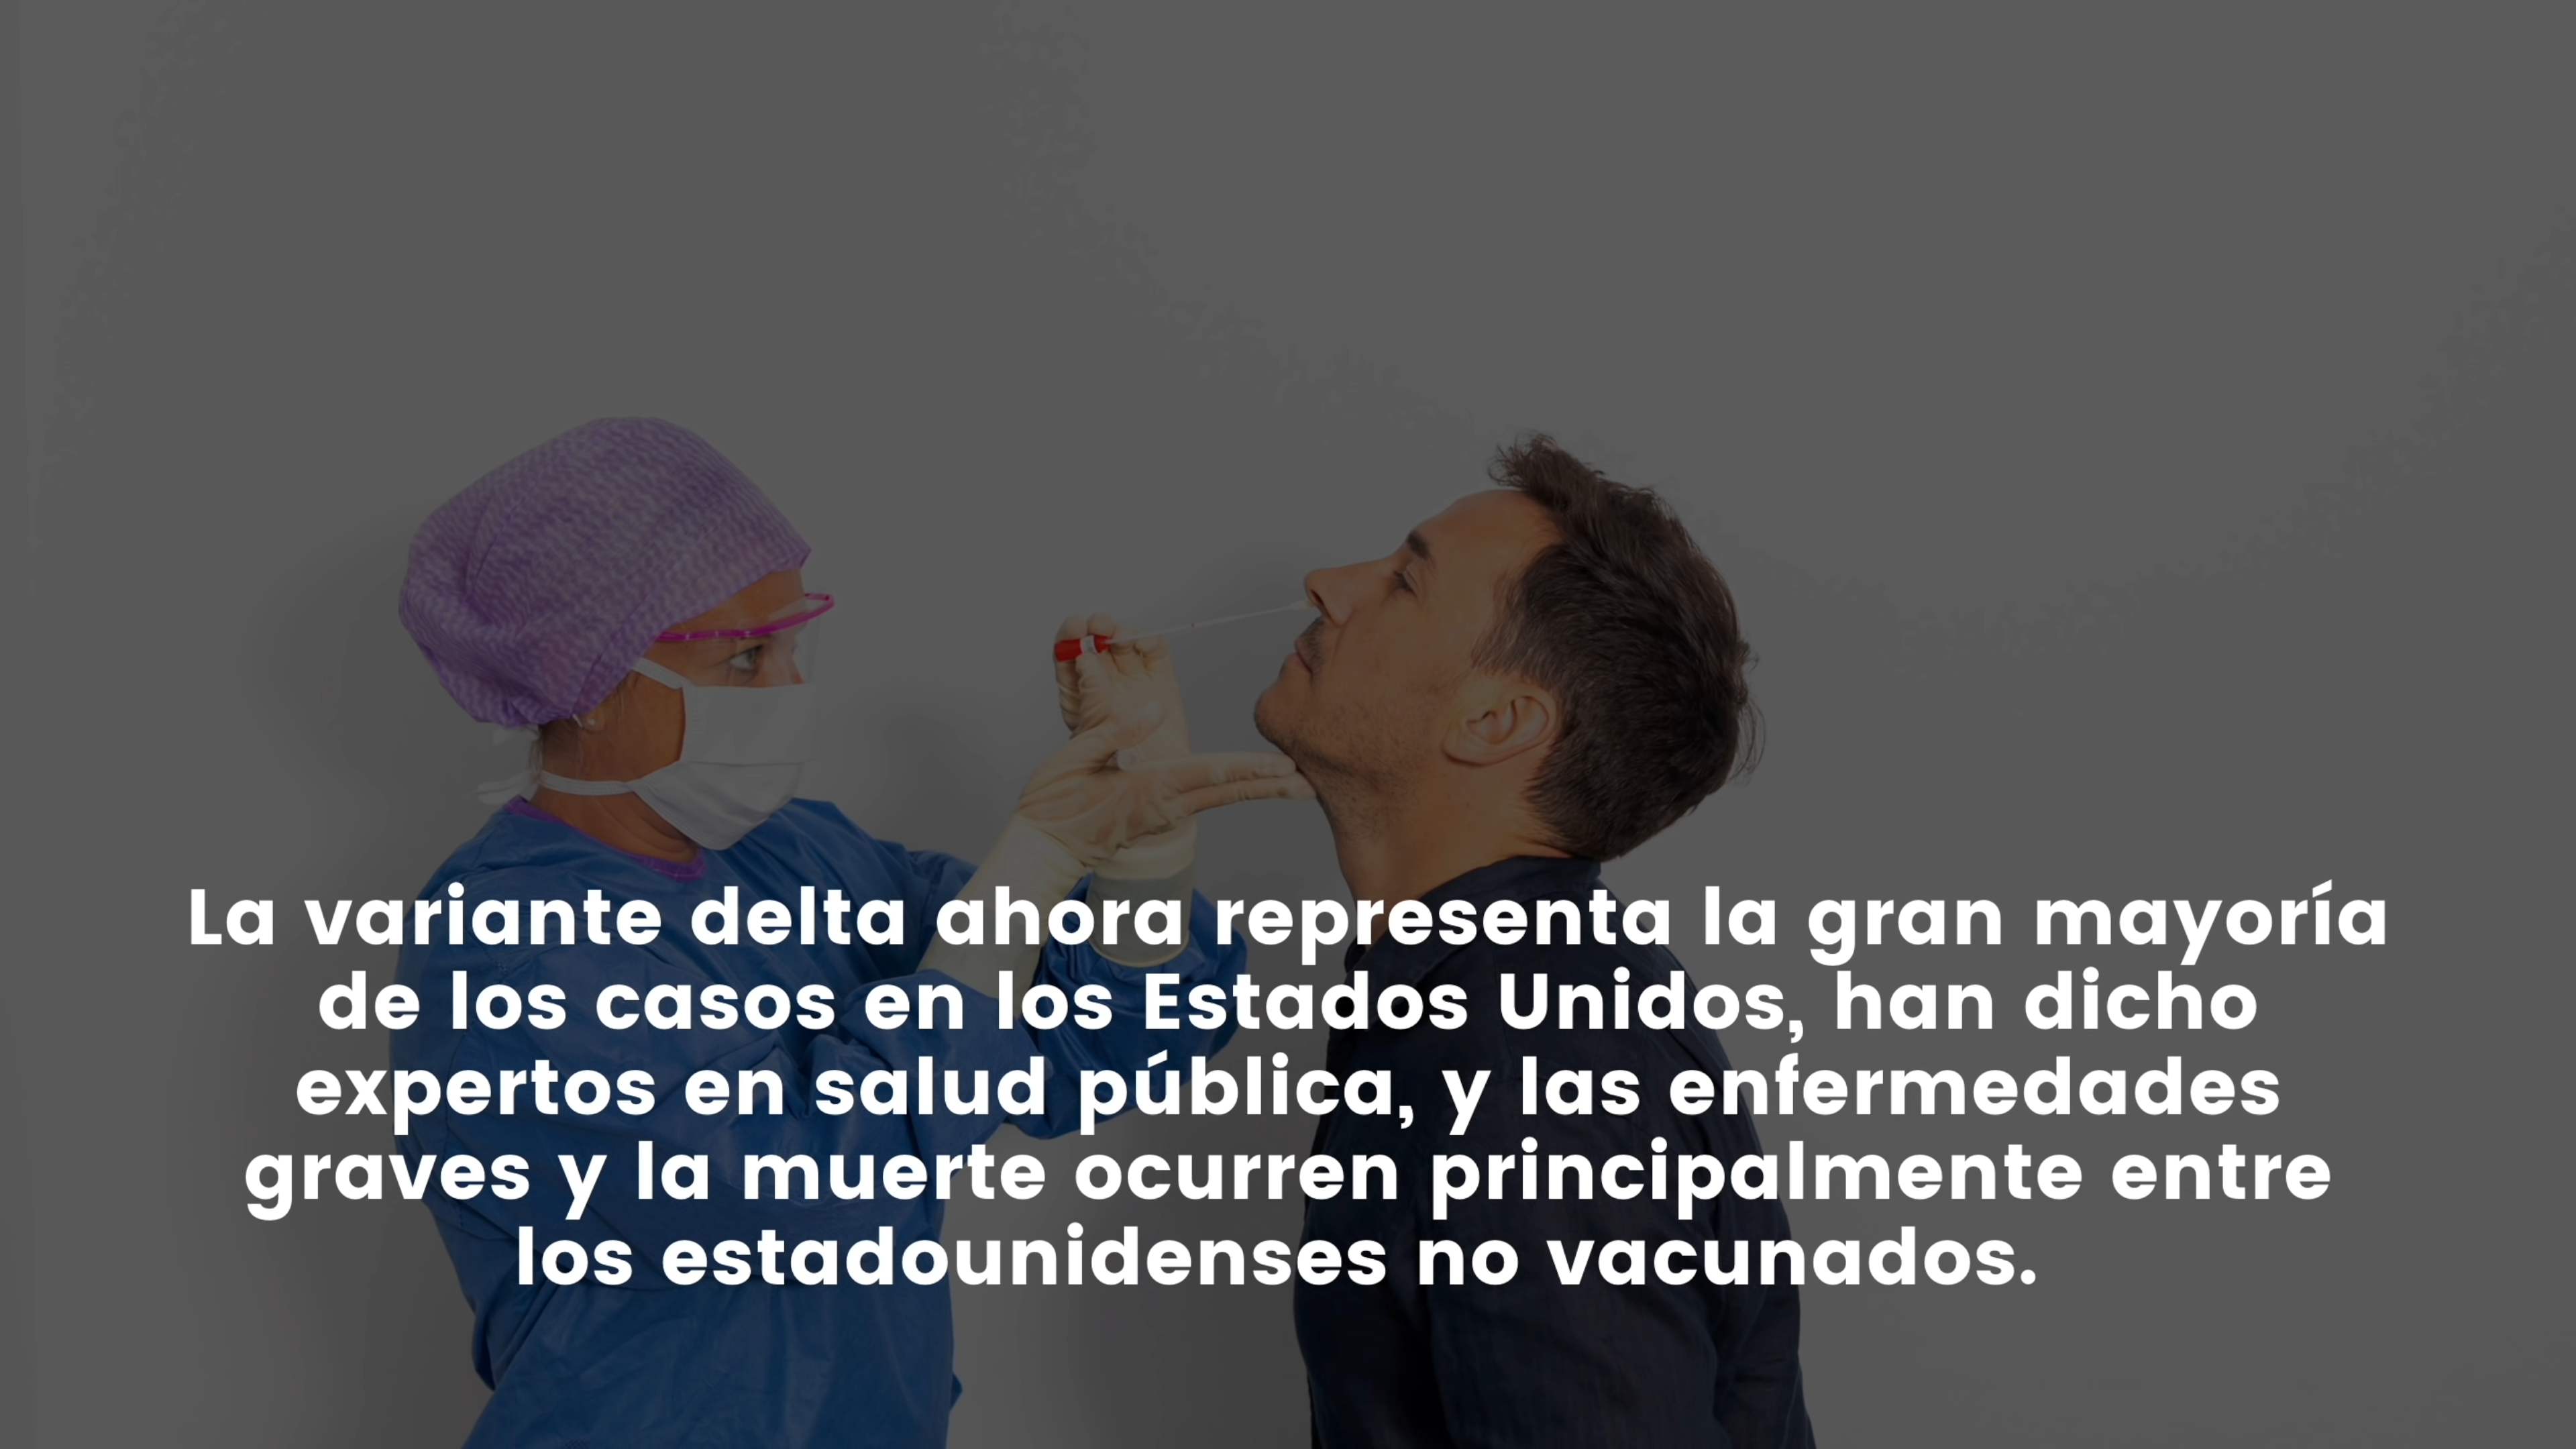 La variante delta ahora representa la gran mayoría
de los casos en los Estados Unidos, han dicho
expertos en salud pública, y las enfermedades
graves y la muerte ocurren principalmente entre
los estadounidenses no vacunados.